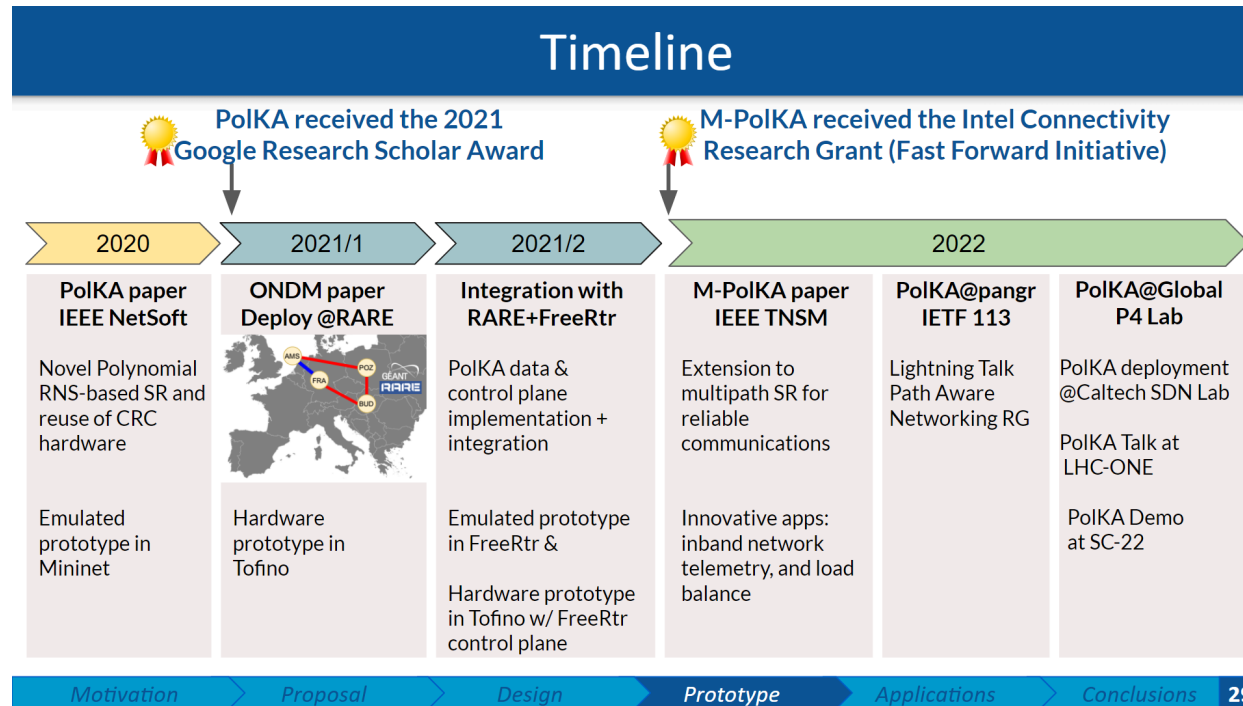 Timeline
PolKA received the 2021
Google Research Scholar Award
M-PolKA received the Intel Connectivity
Research Grant (Fast Forward Initiative)
2020
2021/1
2021/2
2022
PolKA paper
IEEE NetSoft
Novel Polynomial
RNS-based SR and
reuse of CRC
hardware
Emulated
prototype in
Mininet
ONDM paper
Deploy @RARE
AMS
POZ
FRA
BUD
GÉANT
RARE
Hardware
prototype in
Tofino
Integration with
RARE+FreeRtr
PolKA data &
control plane
implementation +
integration
Emulated prototype
in FreeRtr &
Hardware prototype
in Tofino w/ FreeRtr
control plane
M-PolKA paper
IEEE TNSM
Extension to
multipath SR for
reliable
communications
Innovative apps:
inband network
telemetry, and load
balance
PolKA@pangr
IETF 113
Lightning Talk
Path Aware
Networking RG
PolKA@Global
P4 Lab
PolKA deployment
@Caltech SDN Lab
PolKA Talk at
LHC-ONE
PolKA Demo
at SC-22
Motivation
Proposal
Design
Prototype
Applications
Conclusions